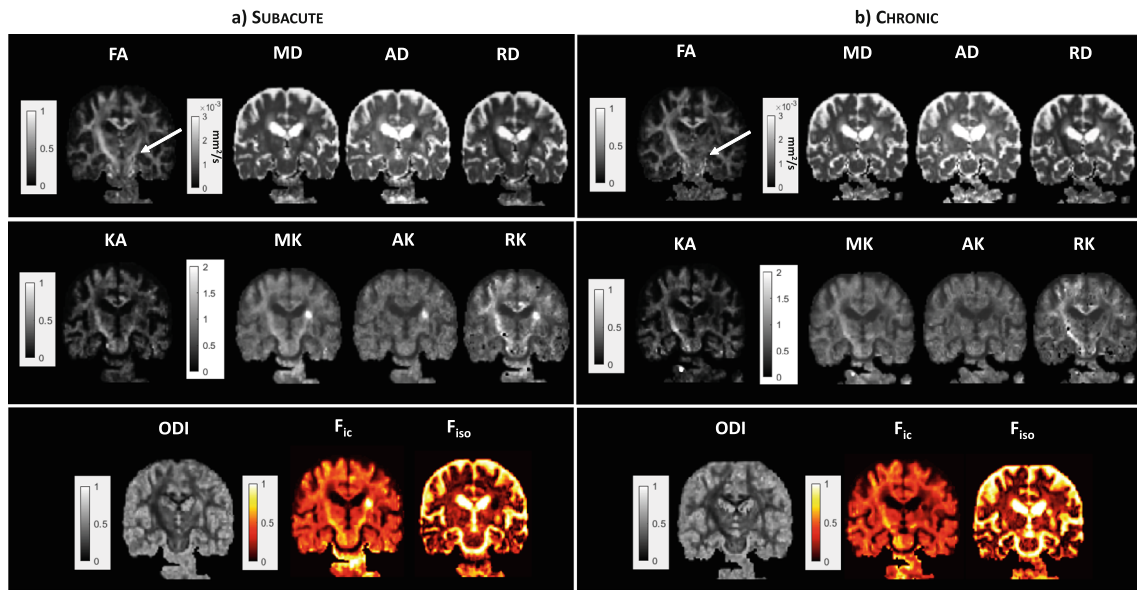 a) SUBACUTE
b) CHRONIC
FA
MD
AD
RD
1
0.5
0
×10⁻³
3
2
1
0
mm²/s
FA
MD
AD
RD
1
0.5
0
×10⁻³
3
2
1
0
mm²/s
KA
MK
AK
RK
1
0.5
0
2
1.5
1
0.5
0
KA
MK
AK
RK
1
0.5
0
2
1.5
1
0.5
0
ODI
Fic
Fiso
1
0.5
0
1
0.5
0
ODI
Fic
Fiso
1
0.5
0
1
0.5
0